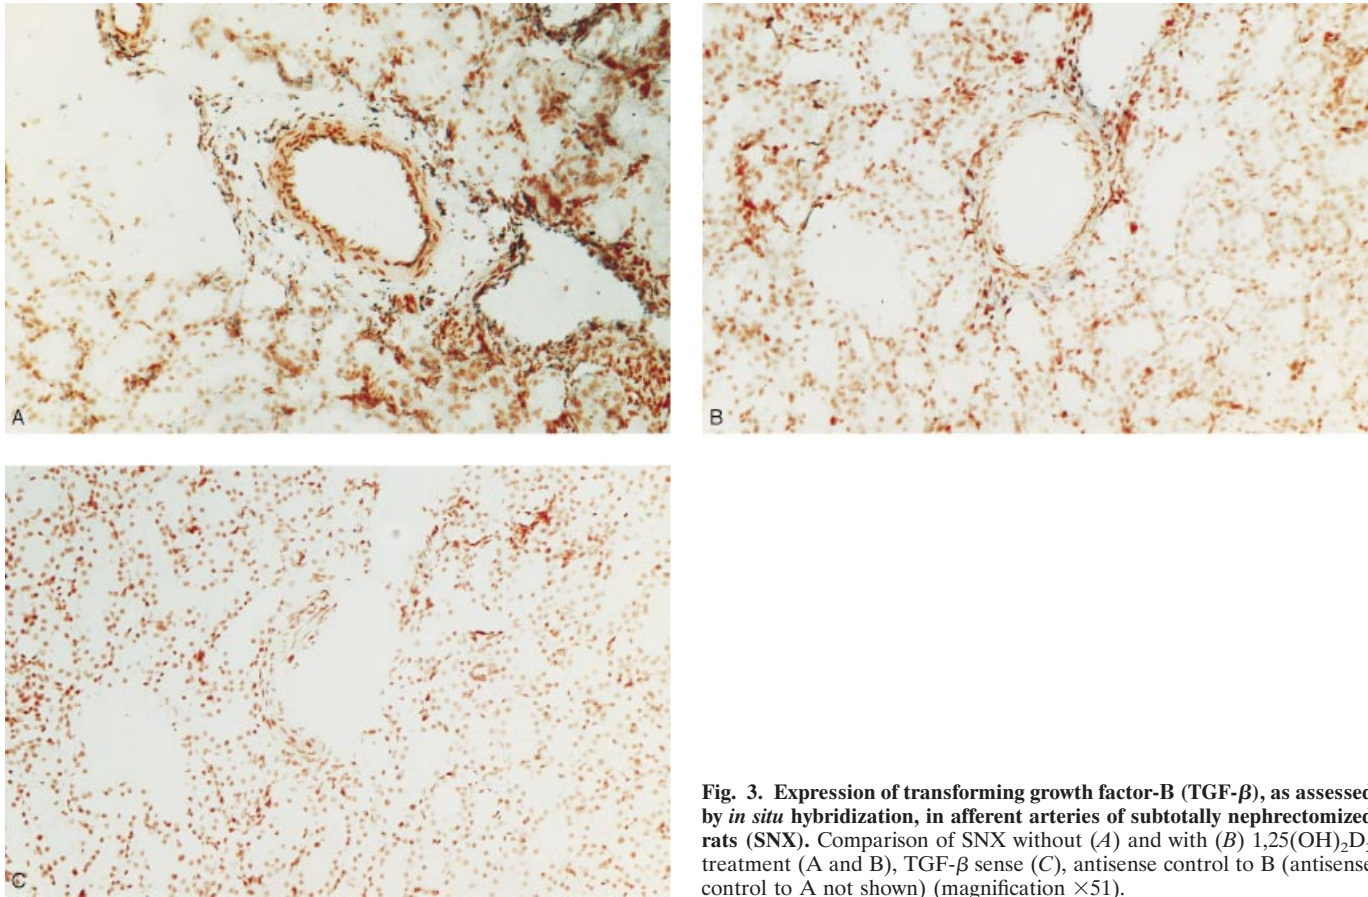 A
B
C
Fig. 3. Expression of transforming growth factor-B (TGF-β), as assessed
by in situ hybridization, in afferent arteries of subtotally nephrectomized
rats (SNX). Comparison of SNX without (A) and with (B) 1,25(OH)₂D₃
treatment (A and B), TGF-β sense (C), antisense control to B (antisense
control to A not shown) (magnification ×51).